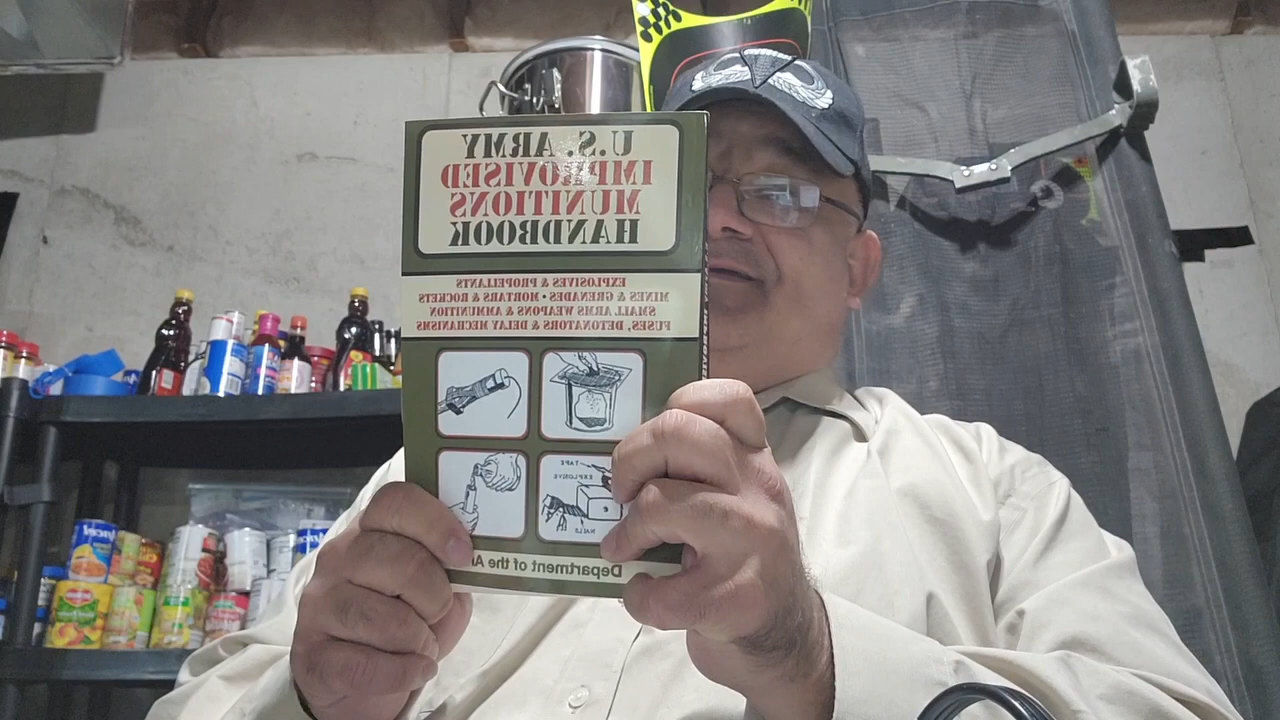 U.S. ARMY
IMPROVISED
MUNITIONS
HANDBOOK
EXPLOSIVES & PROPELLANTS
MINES & GRENADES • MORTARS & ROCKETS
SMALL ARMS WEAPONS & AMMUNITION
FUSES, DETONATORS & DELAY MECHANISMS
TAPE
EXPLOSIVE
NAILS
Department of the